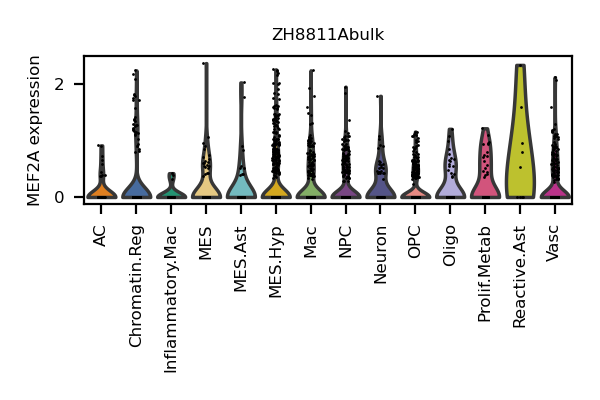 ZH8811Abulk
MEF2A expression
2
0
AC
Chromatin.Reg
Inflammatory.Mac
MES
MES.Ast
MES.Hyp
Mac
NPC
Neuron
OPC
Oligo
Prolif.Metab
Reactive.Ast
Vasc